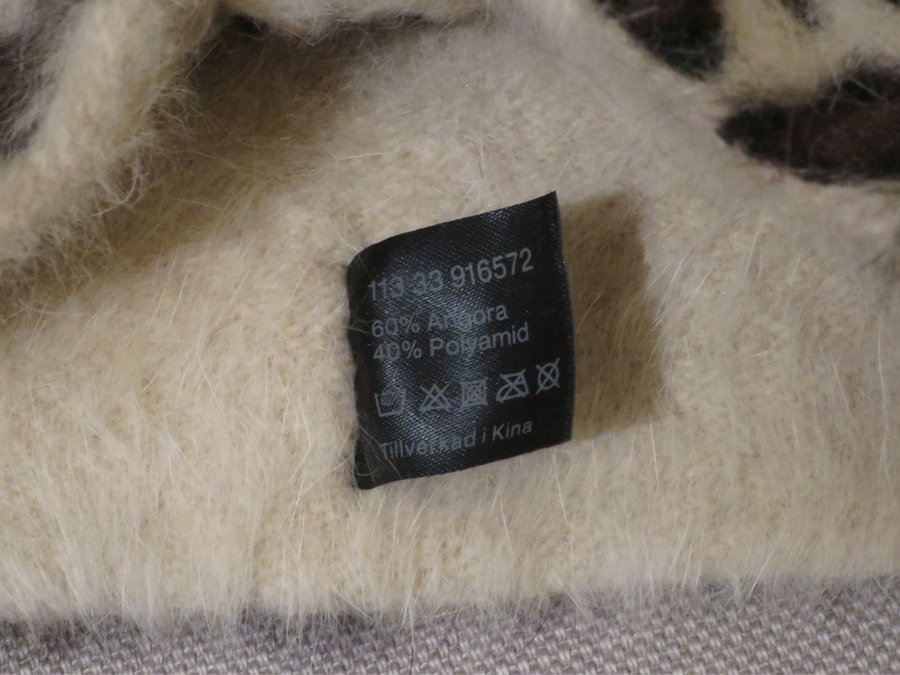 113 33 916572
60% Angora
40% Polyamid
Tillverkad i Kina